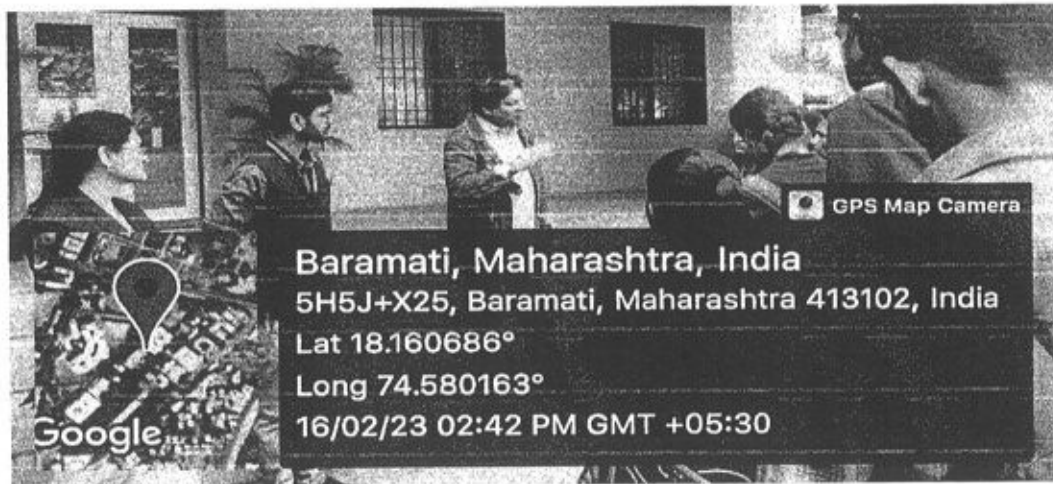 GPS Map Camera
Baramati, Maharashtra, India
5H5J+X25, Baramati, Maharashtra 413102, India
Lat 18.160686°
Long 74.580163°
16/02/23 02:42 PM GMT +05:30
Google